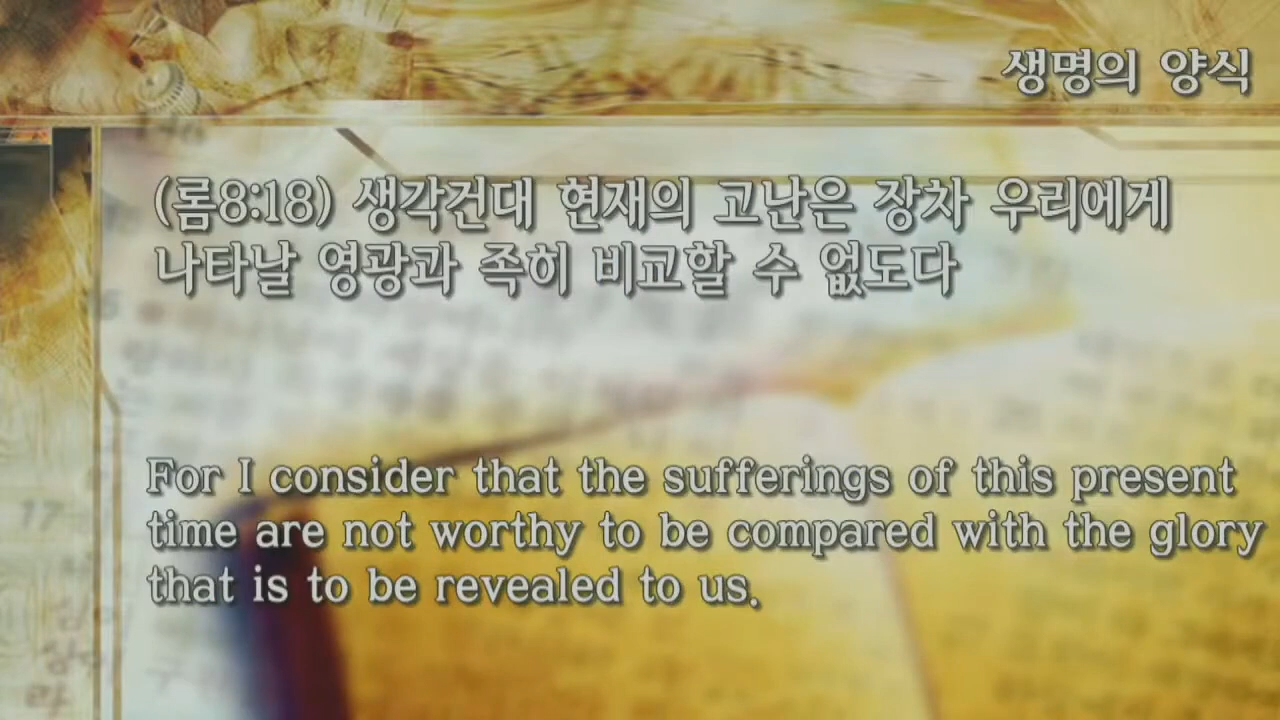 생명의 양식
(롬8:18) 생각건대 현재의 고난은 장차 우리에게
나타날 영광과 족히 비교할 수 없도다
For I consider that the sufferings of this present
time are not worthy to be compared with the glory
that is to be revealed to us.